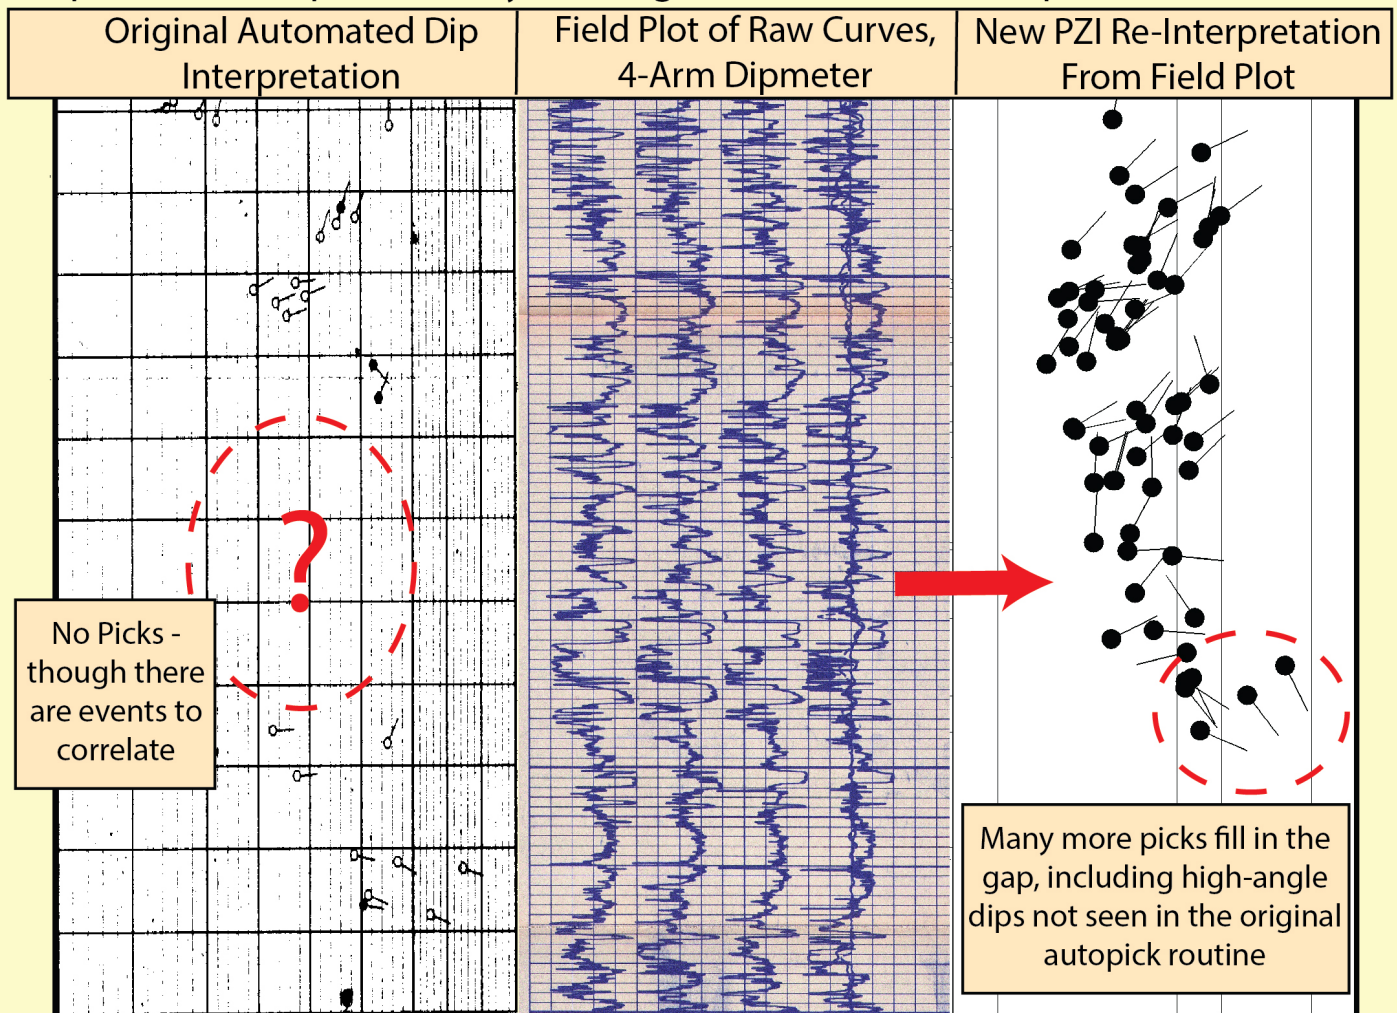 Original Automated Dip
Interpretation
Field Plot of Raw Curves,
4-Arm Dipmeter
New PZI Re-Interpretation
From Field Plot
?
No Picks -
though there
are events to
correlate
Many more picks fill in the
gap, including high-angle
dips not seen in the original
autopick routine